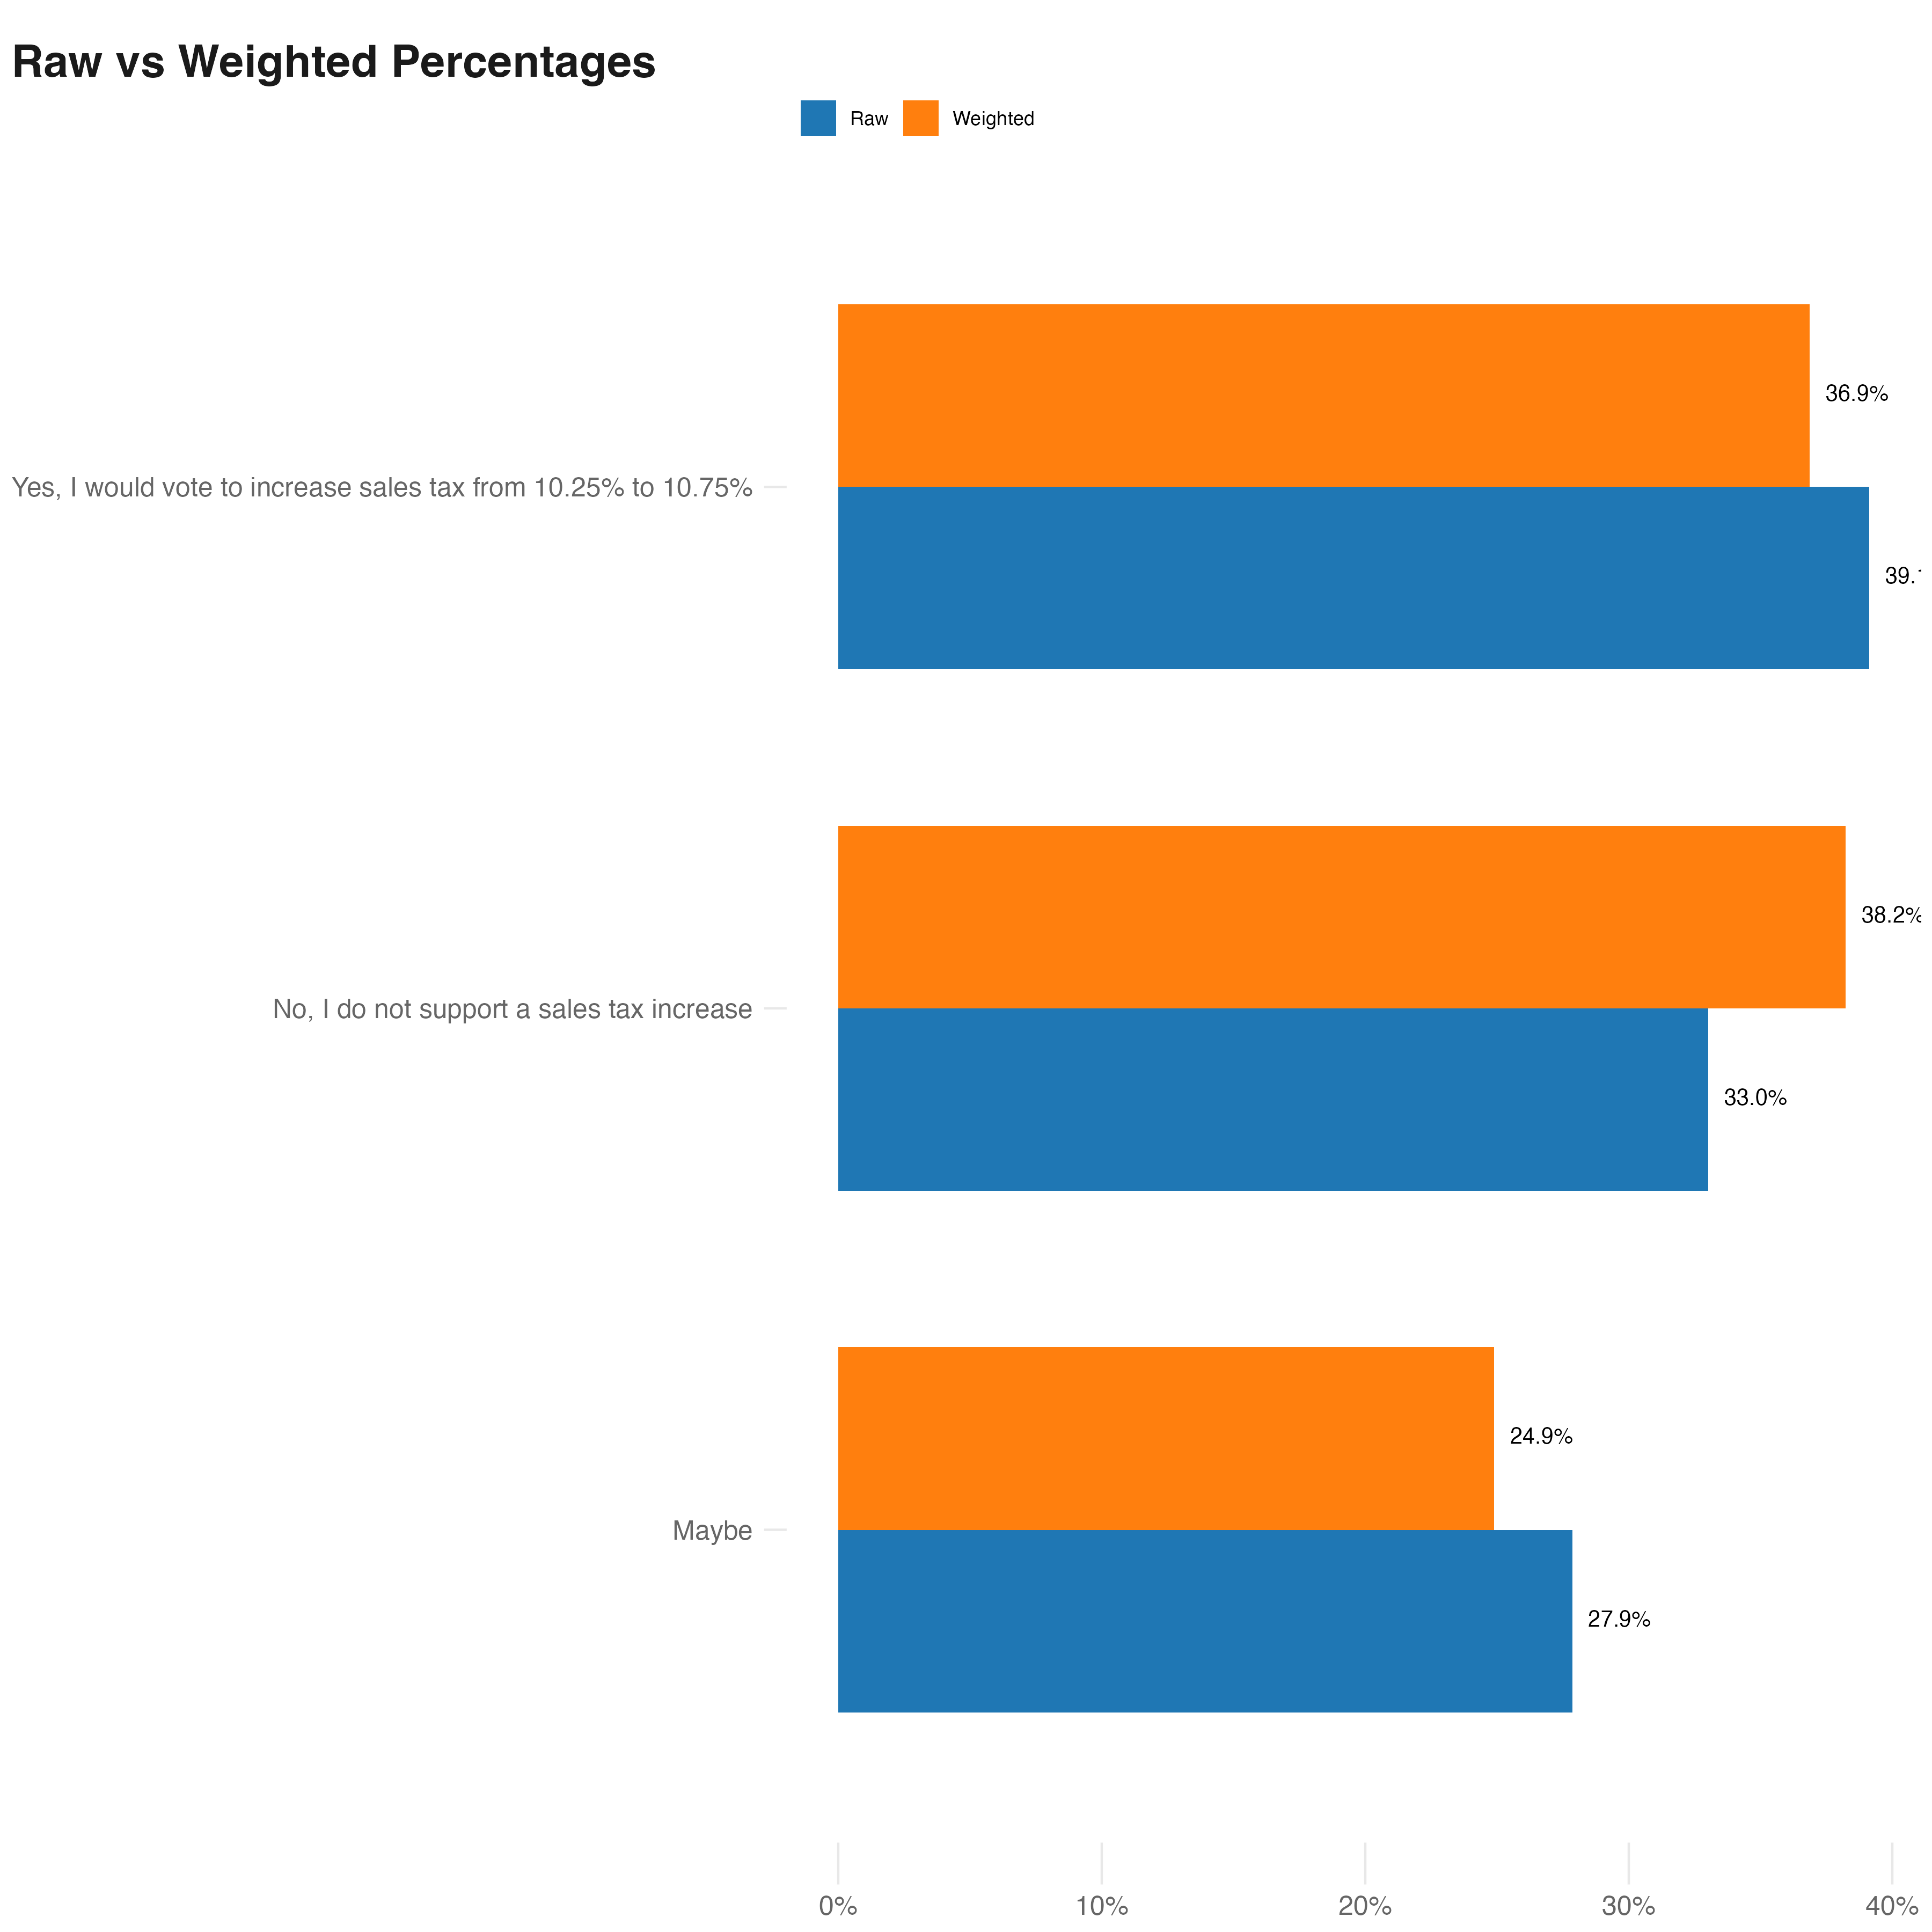 Raw vs Weighted Percentages
Raw Weighted
36.9%
Yes, I would vote to increase sales tax from 10.25% to 10.75%
38.2%
No, I do not support a sales tax increase
33.0%
24.9%
Maybe
27.9%
0% 10% 20% 30% 40%